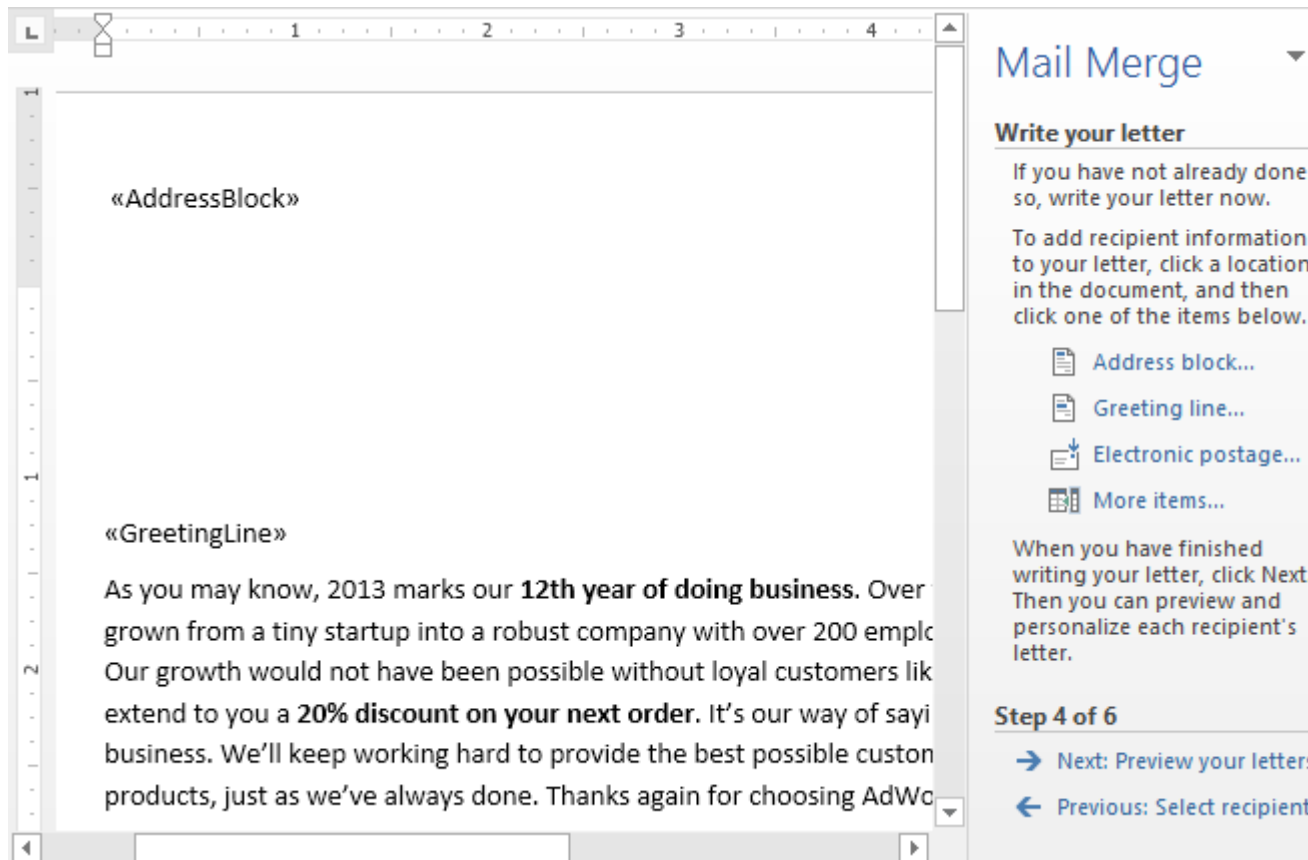 L
1 2 3 4
1
«AddressBlock»
1
«GreetingLine»
As you may know, 2013 marks our 12th year of doing business. Over
grown from a tiny startup into a robust company with over 200 emplo
2
Our growth would not have been possible without loyal customers lik
extend to you a 20% discount on your next order. It's our way of sayi
business. We'll keep working hard to provide the best possible custom
products, just as we've always done. Thanks again for choosing AdWo
Mail Merge
Write your letter
If you have not already done
so, write your letter now.
To add recipient information
to your letter, click a location
in the document, and then
click one of the items below.
Address block...
Greeting line...
Electronic postage...
More items...
When you have finished
writing your letter, click Next
Then you can preview and
personalize each recipient's
letter.
Step 4 of 6
Next: Preview your letters
Previous: Select recipient